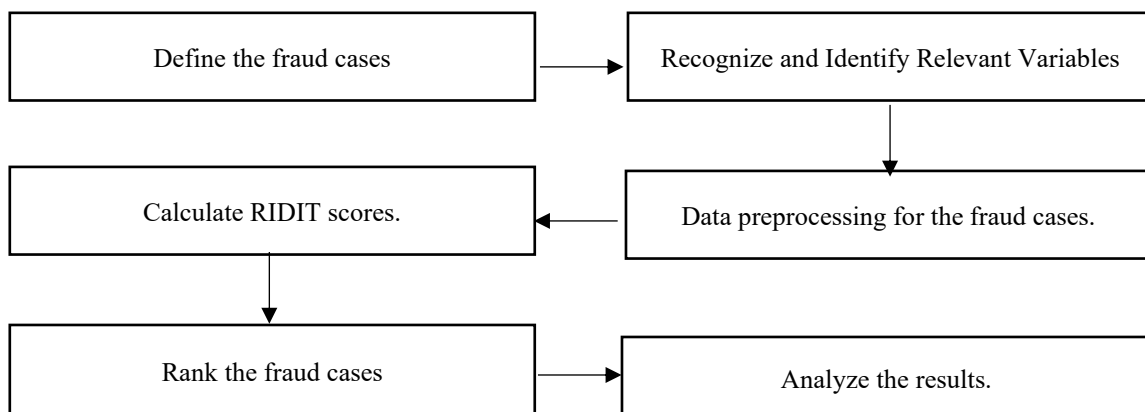 Define the fraud cases
Recognize and Identify Relevant Variables
Data preprocessing for the fraud cases.
Calculate RIDIT scores.
Rank the fraud cases
Analyze the results.